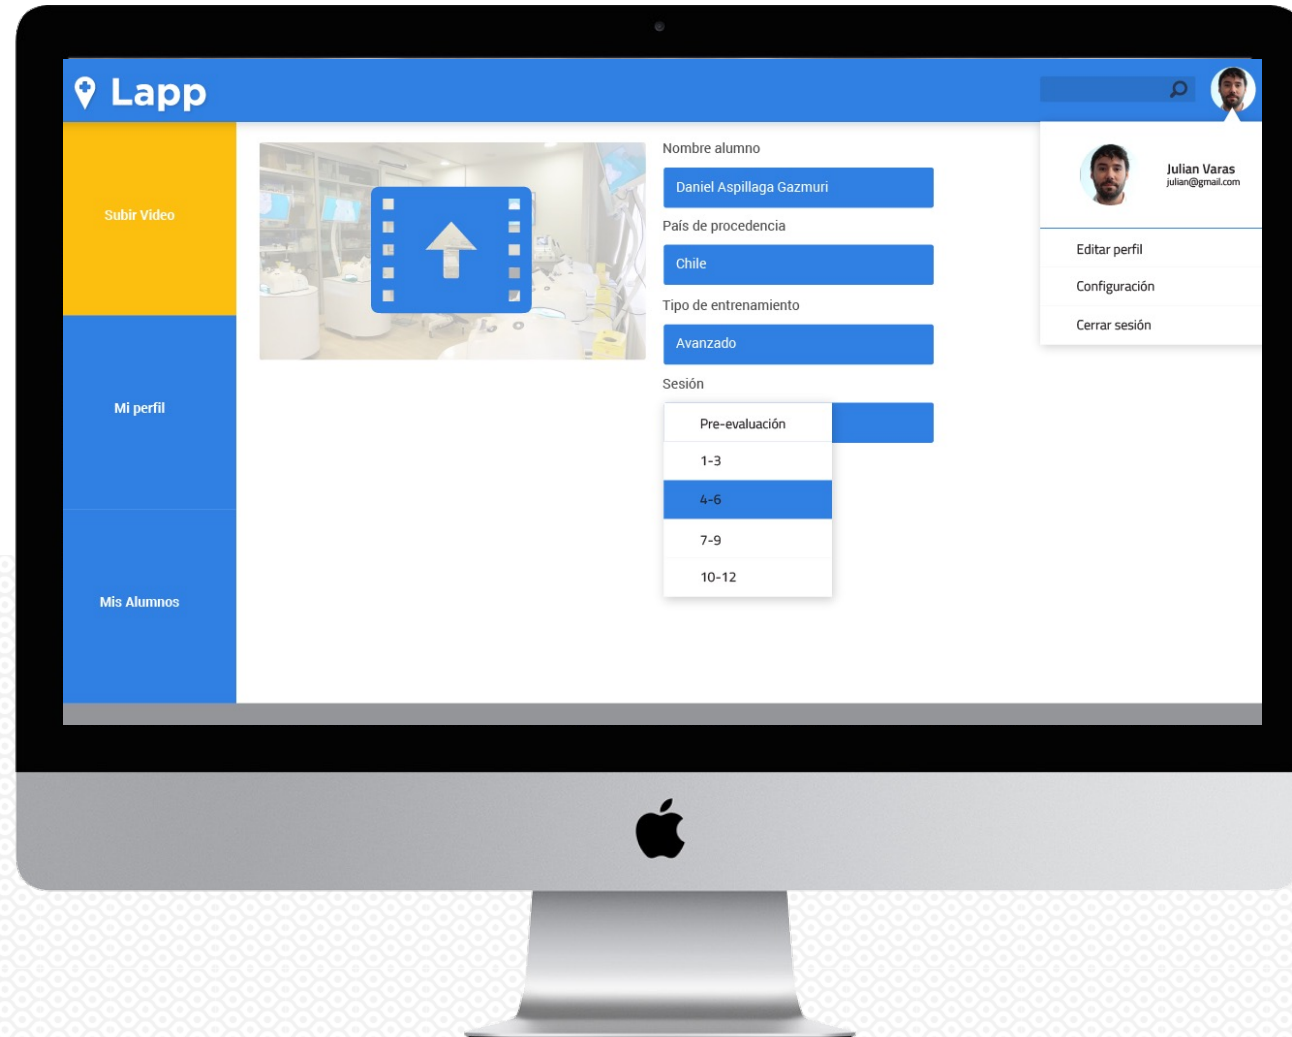 Lapp
Subir Video
Mi perfil
Mis Alumnos
Nombre alumno
Daniel Aspillaga Gazmuri
País de procedencia
Chile
Tipo de entrenamiento
Avanzado
Sesión
Pre-evaluación
1-3
4-6
7-9
10-12
Julian Varas
julian@gmail.com
Editar perfil
Configuración
Cerrar sesión